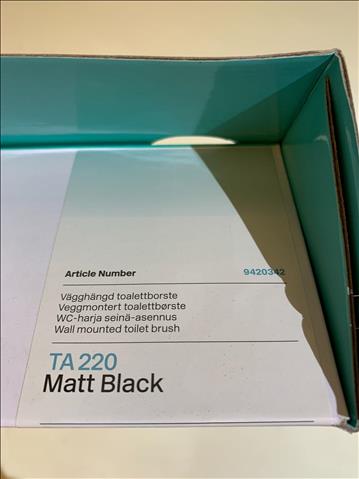 Article Number 9420342
Vägghängd toalettborste
Veggmontert toalettbørste
WC-harja seinä-asennus
Wall mounted toilet brush
TA 220
Matt Black